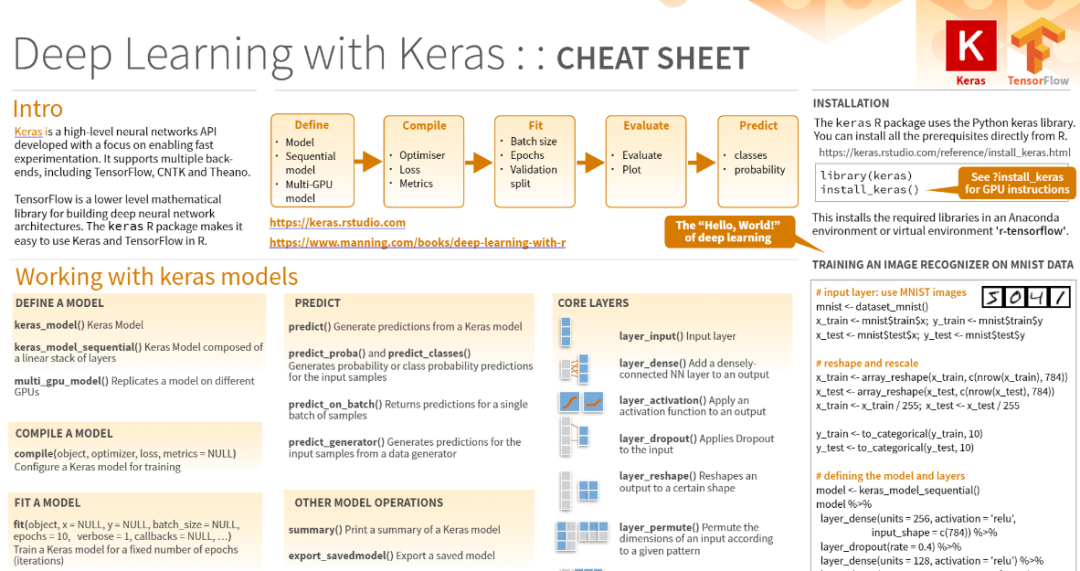 Deep Learning with Keras : : CHEAT SHEET
Keras
TensorFlow
Intro
Keras is a high-level neural networks API
developed with a focus on enabling fast
experimentation. It supports multiple back-
ends, including TensorFlow, CNTK and Theano.
TensorFlow is a lower level mathematical
library for building deep neural network
architectures. The keras R package makes it
easy to use Keras and TensorFlow in R.
Define
• Model
• Sequential
model
• Multi-GPU
model
Compile
• Optimiser
• Loss
• Metrics
Fit
• Batch size
• Epochs
• Validation
split
Evaluate
• Evaluate
• Plot
Predict
• classes
• probability
https://keras.rstudio.com
https://www.manning.com/books/deep-learning-with-r
The “Hello, World!”
of deep learning
INSTALLATION
The keras R package uses the Python keras library.
You can install all the prerequisites directly from R.
https://keras.rstudio.com/reference/install_keras.html
library(keras)
install_keras()
See ?install_keras
for GPU instructions
This installs the required libraries in an Anaconda
environment or virtual environment 'r-tensorflow'.
Working with keras models
DEFINE A MODEL
keras_model() Keras Model
keras_model_sequential() Keras Model composed of
a linear stack of layers
multi_gpu_model() Replicates a model on different
GPUs
COMPILE A MODEL
compile(object, optimizer, loss, metrics = NULL)
Configure a Keras model for training
FIT A MODEL
fit(object, x = NULL, y = NULL, batch_size = NULL,
epochs = 10, verbose = 1, callbacks = NULL, …)
Train a Keras model for a fixed number of epochs
(iterations)
PREDICT
predict() Generate predictions from a Keras model
predict_proba() and predict_classes()
Generates probability or class probability predictions
for the input samples
predict_on_batch() Returns predictions for a single
batch of samples
predict_generator() Generates predictions for the
input samples from a data generator
OTHER MODEL OPERATIONS
summary() Print a summary of a Keras model
export_savedmodel() Export a saved model
CORE LAYERS
layer_input() Input layer
layer_dense() Add a densely-
connected NN layer to an output
layer_activation() Apply an
activation function to an output
layer_dropout() Applies Dropout
to the input
layer_reshape() Reshapes an
output to a certain shape
layer_permute() Permute the
dimensions of an input according
to a given pattern
TRAINING AN IMAGE RECOGNIZER ON MNIST DATA
# input layer: use MNIST images
5 0 4 1
mnist <- dataset_mnist()
x_train <- mnist$train$x; y_train <- mnist$train$y
x_test <- mnist$test$x; y_test <- mnist$test$y
# reshape and rescale
x_train <- array_reshape(x_train, c(nrow(x_train), 784))
x_test <- array_reshape(x_test, c(nrow(x_test), 784))
x_train <- x_train / 255; x_test <- x_test / 255
y_train <- to_categorical(y_train, 10)
y_test <- to_categorical(y_test, 10)
# defining the model and layers
model <- keras_model_sequential()
model %>%
layer_dense(units = 256, activation = 'relu',
input_shape = c(784)) %>%
layer_dropout(rate = 0.4) %>%
layer_dense(units = 128, activation = 'relu') %>%